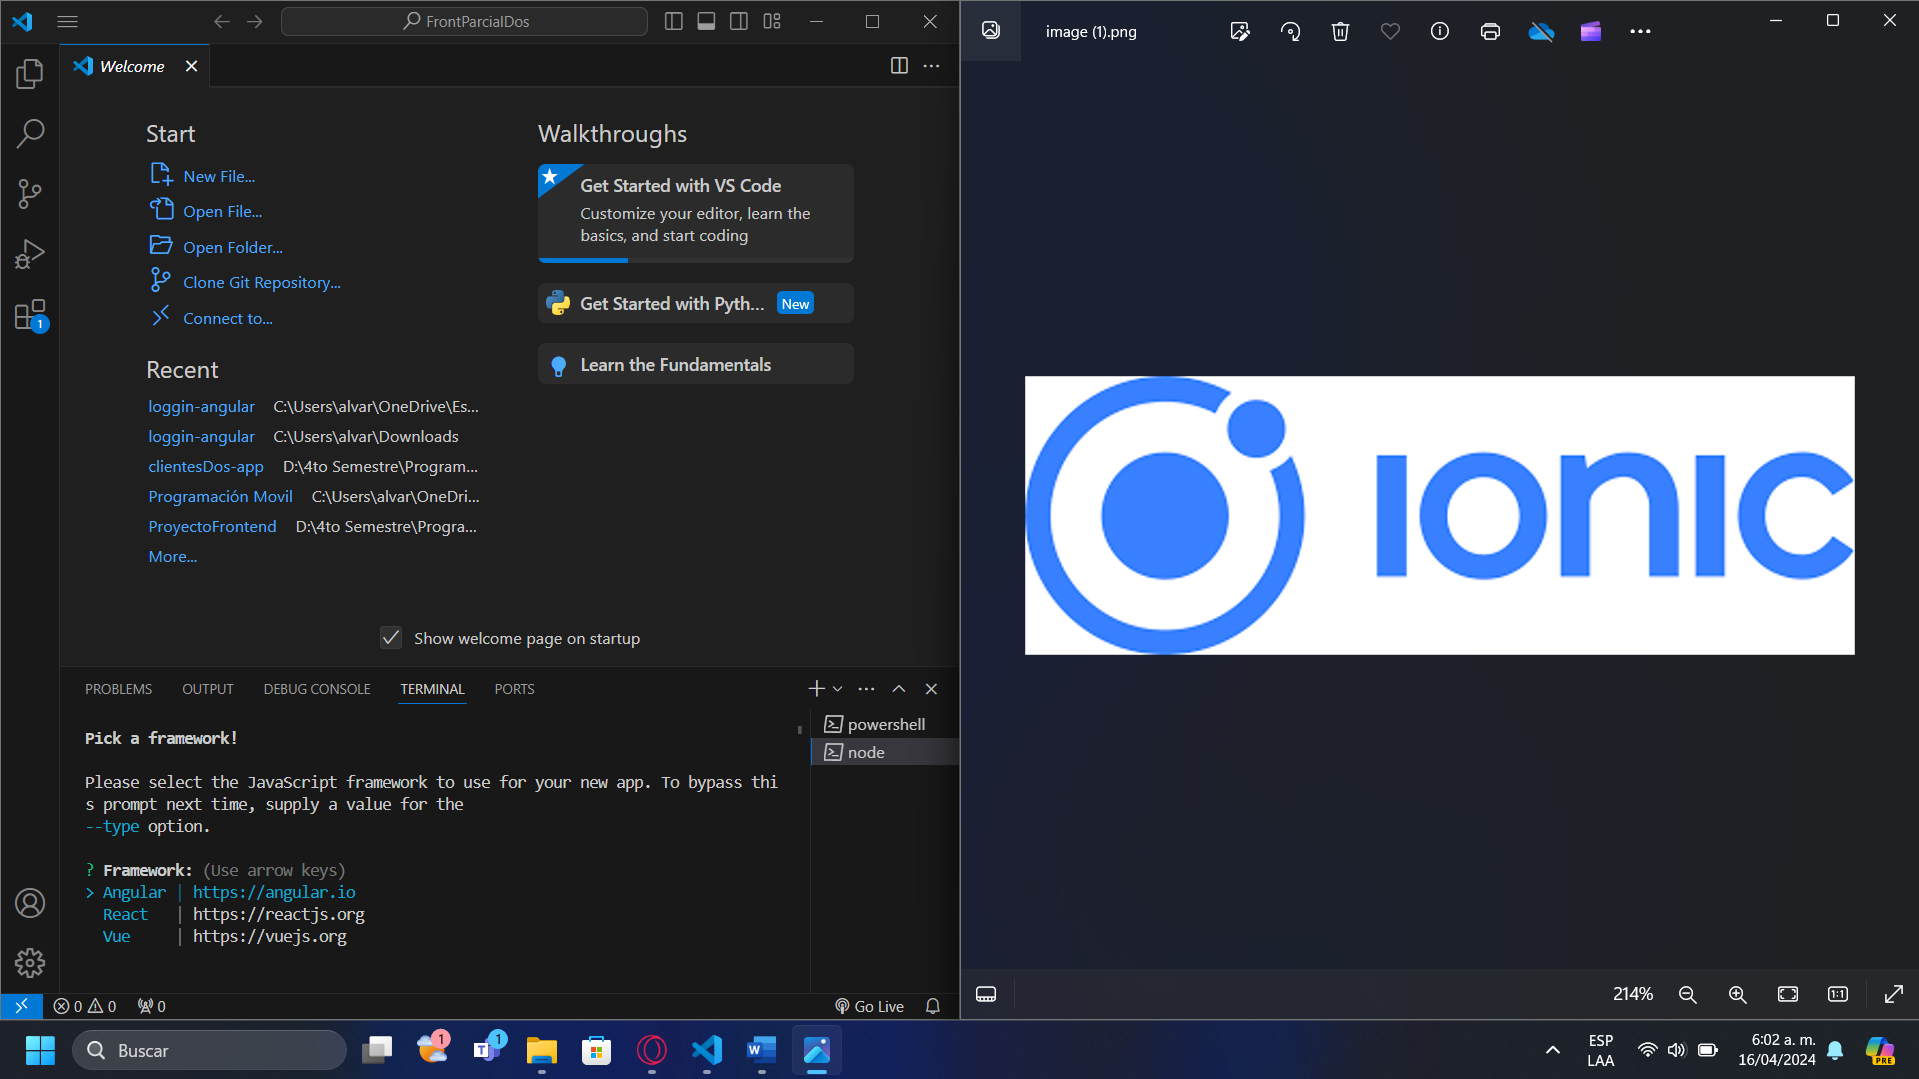 FrontParcialDos
Welcome
Start
New File...
Open File...
Open Folder...
Clone Git Repository...
Connect to...
Recent
loggin-angular C:\Users\alvar\OneDrive\Es...
loggin-angular C:\Users\alvar\Downloads
clientesDos-app D:\4to Semestre\Program...
Programación Movil C:\Users\alvar\OneDri...
ProyectoFrontend D:\4to Semestre\Progra...
More...
Walkthroughs
Get Started with VS Code
Customize your editor, learn the
basics, and start coding
Get Started with Pyth... New
Learn the Fundamentals
Show welcome page on startup
1
PROBLEMS OUTPUT DEBUG CONSOLE TERMINAL PORTS
powershell
node
Pick a framework!
Please select the JavaScript framework to use for your new app. To bypass thi
s prompt next time, supply a value for the
--type option.
? Framework: (Use arrow keys)
> Angular | https://angular.io
React | https://reactjs.org
Vue | https://vuejs.org
0 0 0 Go Live
image (1).png
ionic
214% 1:1
Buscar
1
T 1
W
ESP
LAA
6:02 a. m.
16/04/2024
PRE